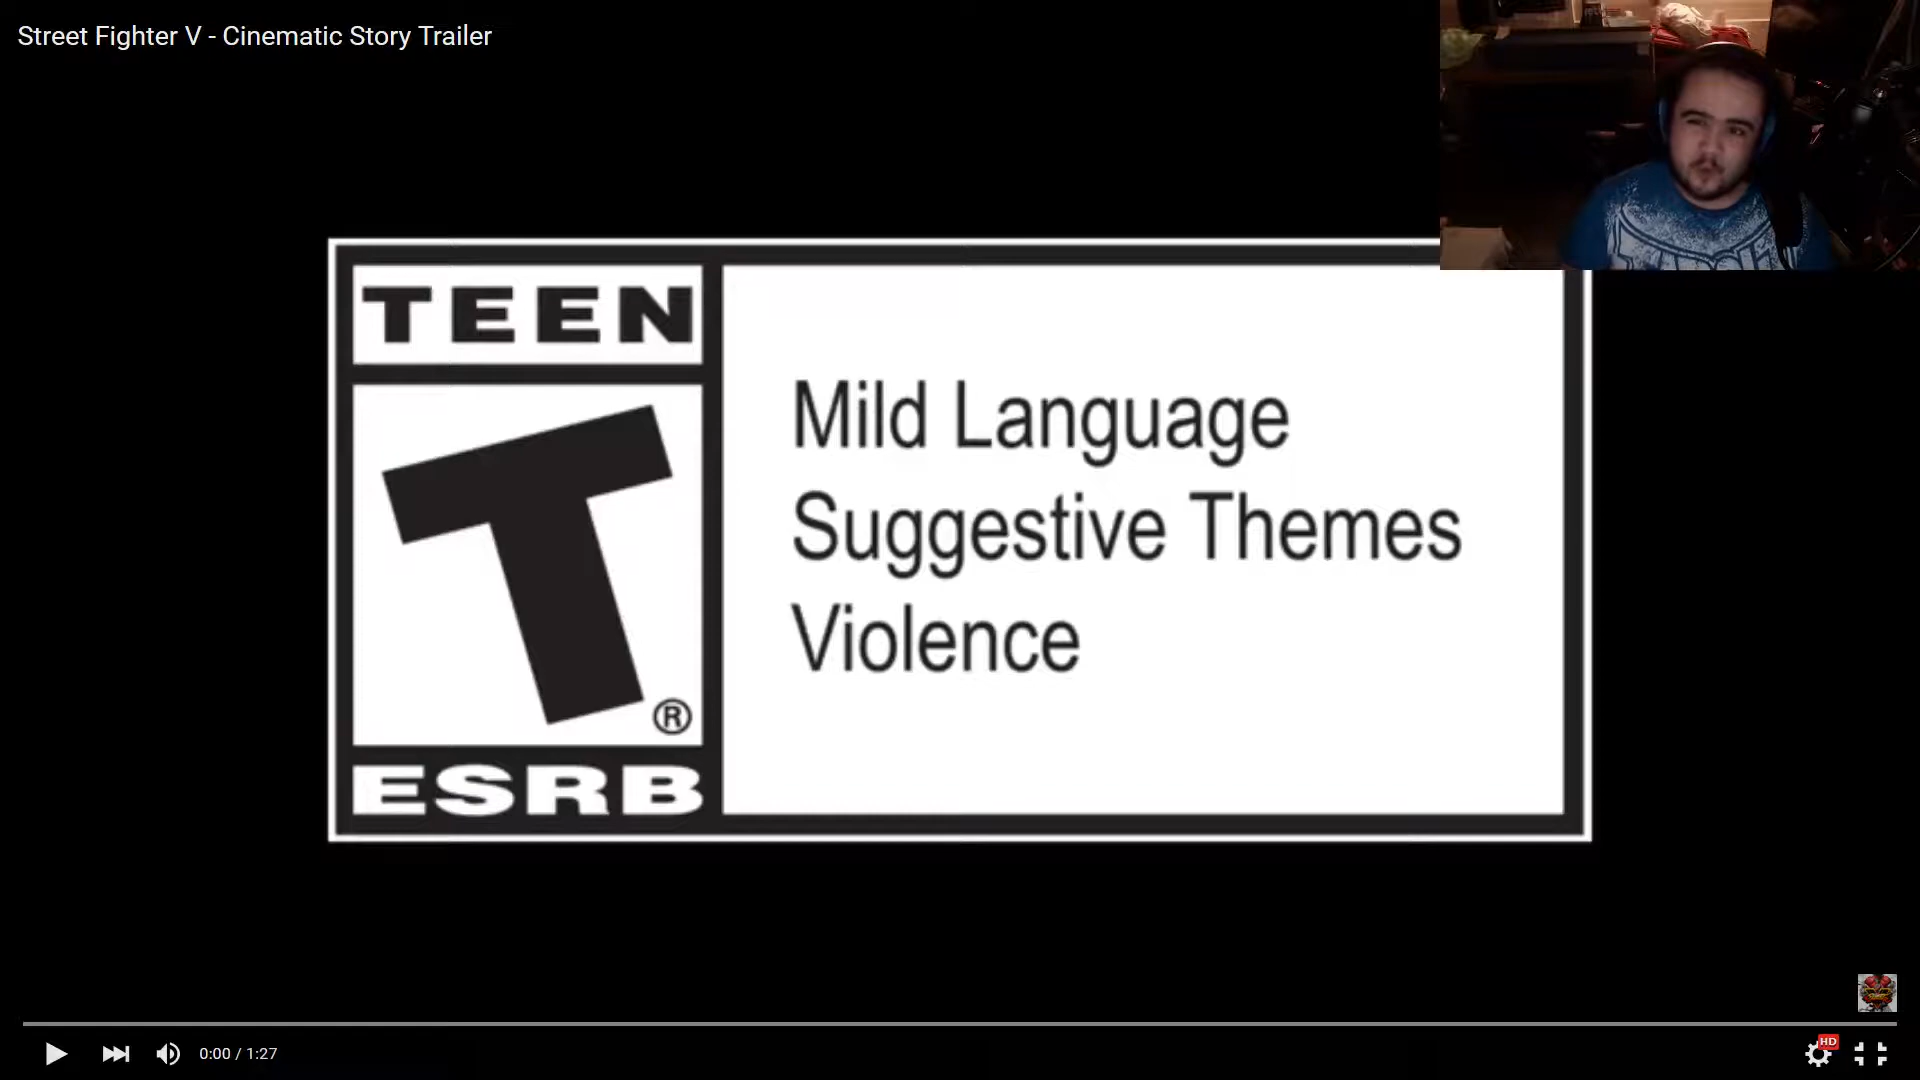 Street Fighter V - Cinematic Story Trailer
TEEN
T
®
ESRB
Mild Language
Suggestive Themes
Violence
0:00 / 1:27
HD